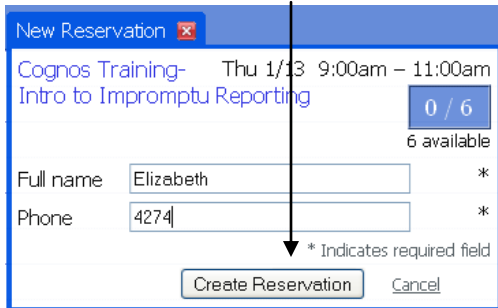 New Reservation
Cognos Training- Thu 1/13 9:00am – 11:00am
Intro to Impromptu Reporting
0 / 6
6 available
Full name Elizabeth *
Phone 4274 *
* Indicates required field
Create Reservation Cancel